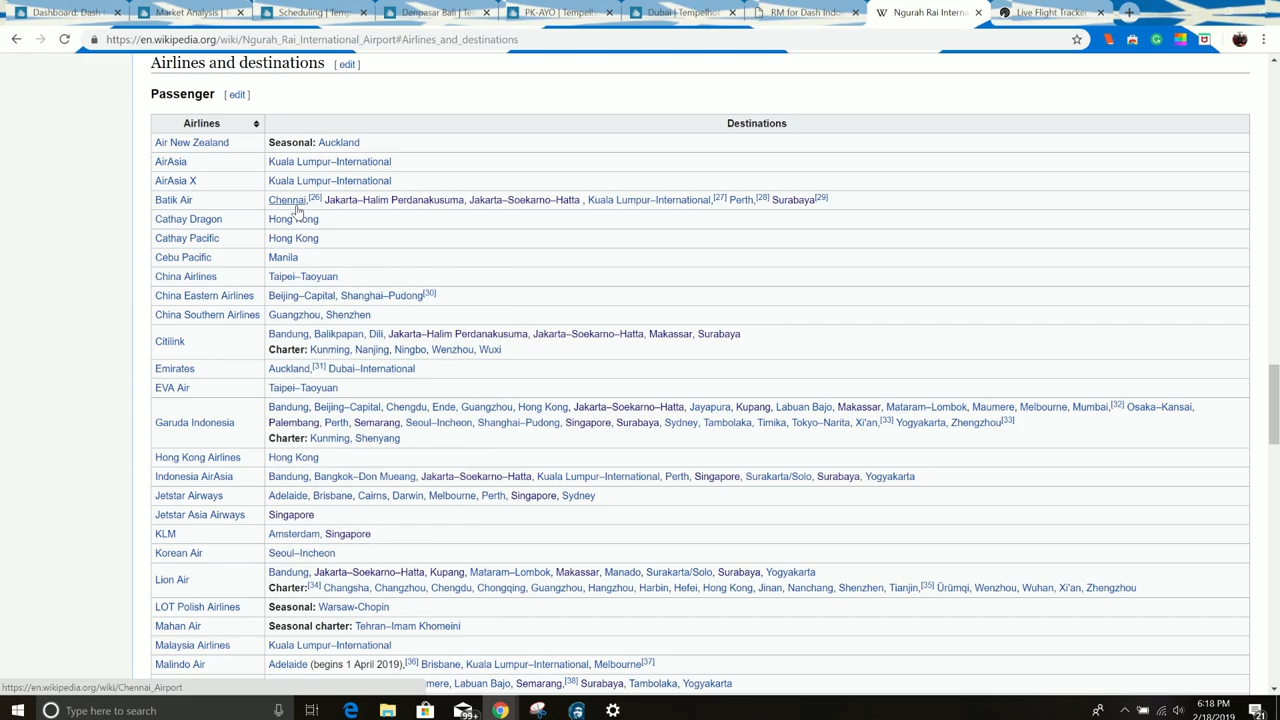 Dashboard: Dash
Market Analysis |
Scheduling | Temp
Denpasar Bali | Te
PK-AYO | Tempell
Dubai | Tempelho
RM for Dash Indo
Ngurah Rai Intern
Live Flight Tracke
https://en.wikipedia.org/wiki/Ngurah_Rai_International_Airport#Airlines_and_destinations
Airlines and destinations [ edit ]
Passenger [ edit ]
Airlines Destinations
Air New Zealand Seasonal: Auckland
AirAsia Kuala Lumpur–International
AirAsia X Kuala Lumpur–International
Batik Air Chennai,[26] Jakarta–Halim Perdanakusuma, Jakarta–Soekarno–Hatta , Kuala Lumpur–International,[27] Perth,[28] Surabaya[29]
Cathay Dragon Hong Kong
Cathay Pacific Hong Kong
Cebu Pacific Manila
China Airlines Taipei–Taoyuan
China Eastern Airlines Beijing–Capital, Shanghai–Pudong[30]
China Southern Airlines Guangzhou, Shenzhen
Citilink Bandung, Balikpapan, Dili, Jakarta–Halim Perdanakusuma, Jakarta–Soekarno–Hatta, Makassar, Surabaya
Charter: Kunming, Nanjing, Ningbo, Wenzhou, Wuxi
Emirates Auckland,[31] Dubai–International
EVA Air Taipei–Taoyuan
Garuda Indonesia Bandung, Beijing–Capital, Chengdu, Ende, Guangzhou, Hong Kong, Jakarta–Soekarno–Hatta, Jayapura, Kupang, Labuan Bajo, Makassar, Mataram–Lombok, Maumere, Melbourne, Mumbai,[32] Osaka–Kansai,
Palembang, Perth, Semarang, Seoul–Incheon, Shanghai–Pudong, Singapore, Surabaya, Sydney, Tambolaka, Timika, Tokyo–Narita, Xi'an,[33] Yogyakarta, Zhengzhou[33]
Charter: Kunming, Shenyang
Hong Kong Airlines Hong Kong
Indonesia AirAsia Bandung, Bangkok–Don Mueang, Jakarta–Soekarno–Hatta, Kuala Lumpur–International, Perth, Singapore, Surakarta/Solo, Surabaya, Yogyakarta
Jetstar Airways Adelaide, Brisbane, Cairns, Darwin, Melbourne, Perth, Singapore, Sydney
Jetstar Asia Airways Singapore
KLM Amsterdam, Singapore
Korean Air Seoul–Incheon
Lion Air Bandung, Jakarta–Soekarno–Hatta, Kupang, Mataram–Lombok, Makassar, Manado, Surakarta/Solo, Surabaya, Yogyakarta
Charter:[34] Changsha, Changzhou, Chengdu, Chongqing, Guangzhou, Hangzhou, Harbin, Hefei, Hong Kong, Jinan, Nanchang, Shenzhen, Tianjin,[35] Ürümqi, Wenzhou, Wuhan, Xi'an, Zhengzhou
LOT Polish Airlines Seasonal: Warsaw-Chopin
Mahan Air Seasonal charter: Tehran–Imam Khomeini
Malaysia Airlines Kuala Lumpur–International
Malindo Air Adelaide (begins 1 April 2019),[36] Brisbane, Kuala Lumpur–International, Melbourne[37]
mere, Labuan Bajo, Semarang,[38] Surabaya, Tambolaka, Yogyakarta
https://en.wikipedia.org/wiki/Chennai_Airport
Type here to search
99+
6:18 PM
2/18/2019
21